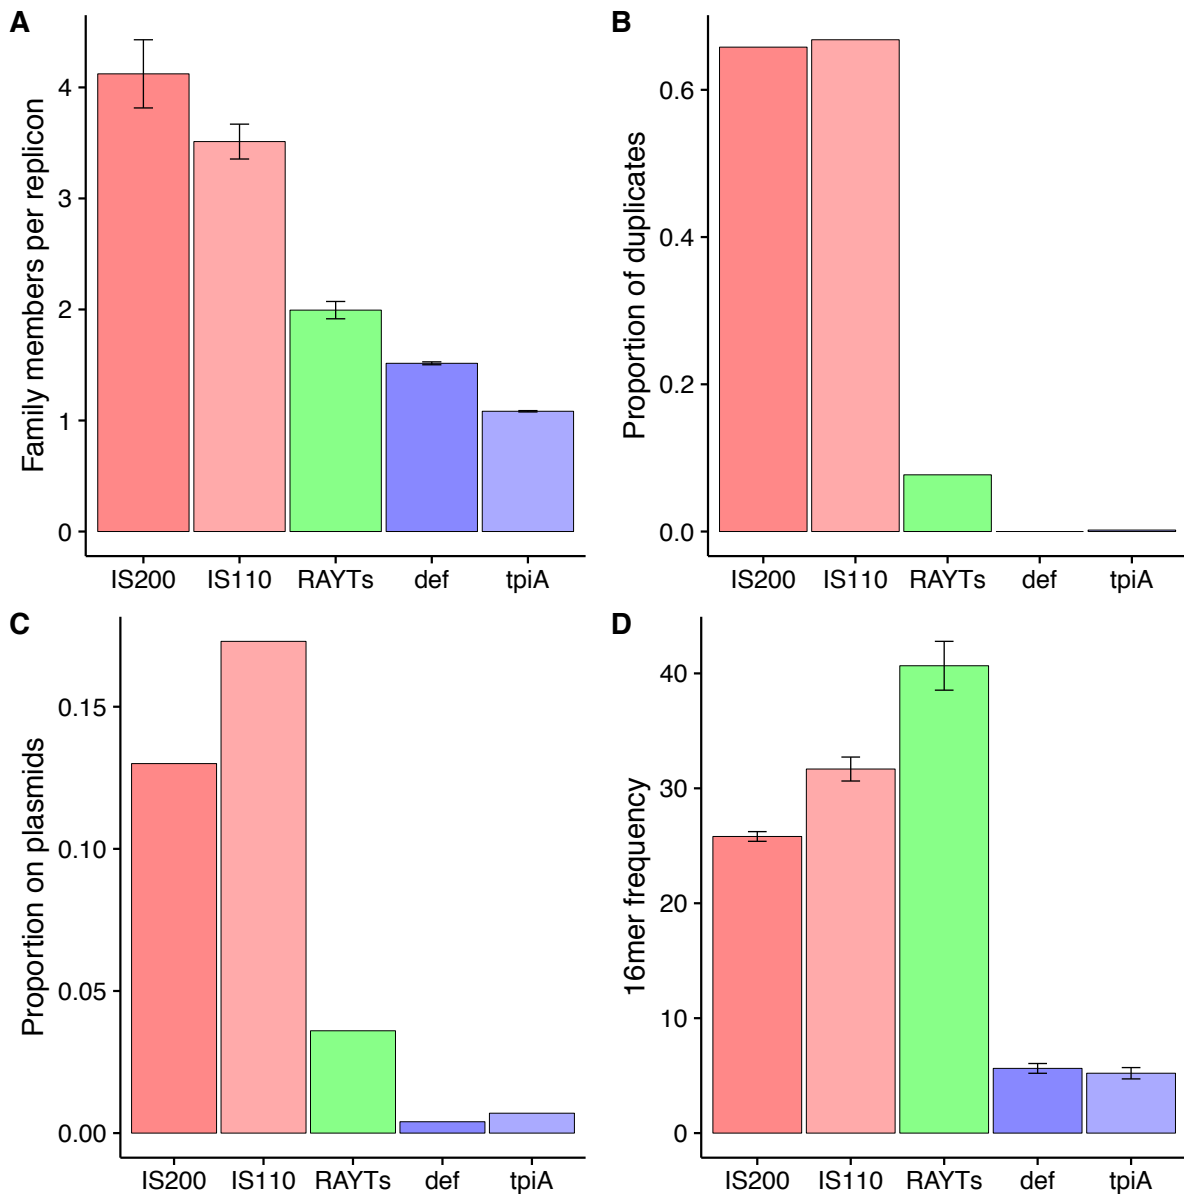 A
Family members per replicon
4
3
2
1
0
IS200 IS110 RAYTs def tpiA
B
Proportion of duplicates
0.6
0.4
0.2
0.0
IS200 IS110 RAYTs def tpiA
C
Proportion on plasmids
0.15
0.10
0.05
0.00
IS200 IS110 RAYTs def tpiA
D
16mer frequency
40
30
20
10
0
IS200 IS110 RAYTs def tpiA